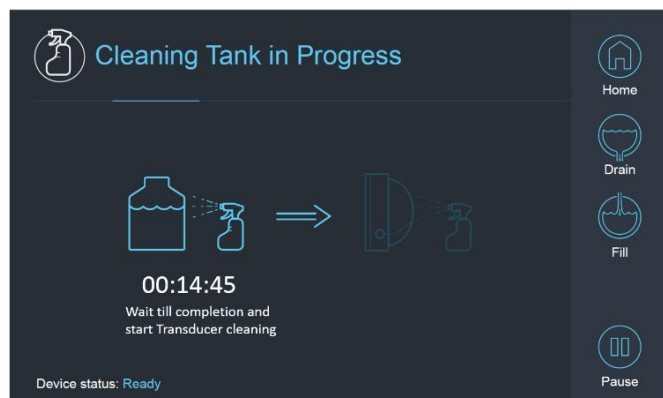 Cleaning Tank in Progress
Home
Drain
Fill
00:14:45
Wait till completion and
start Transducer cleaning
Device status: Ready
Pause